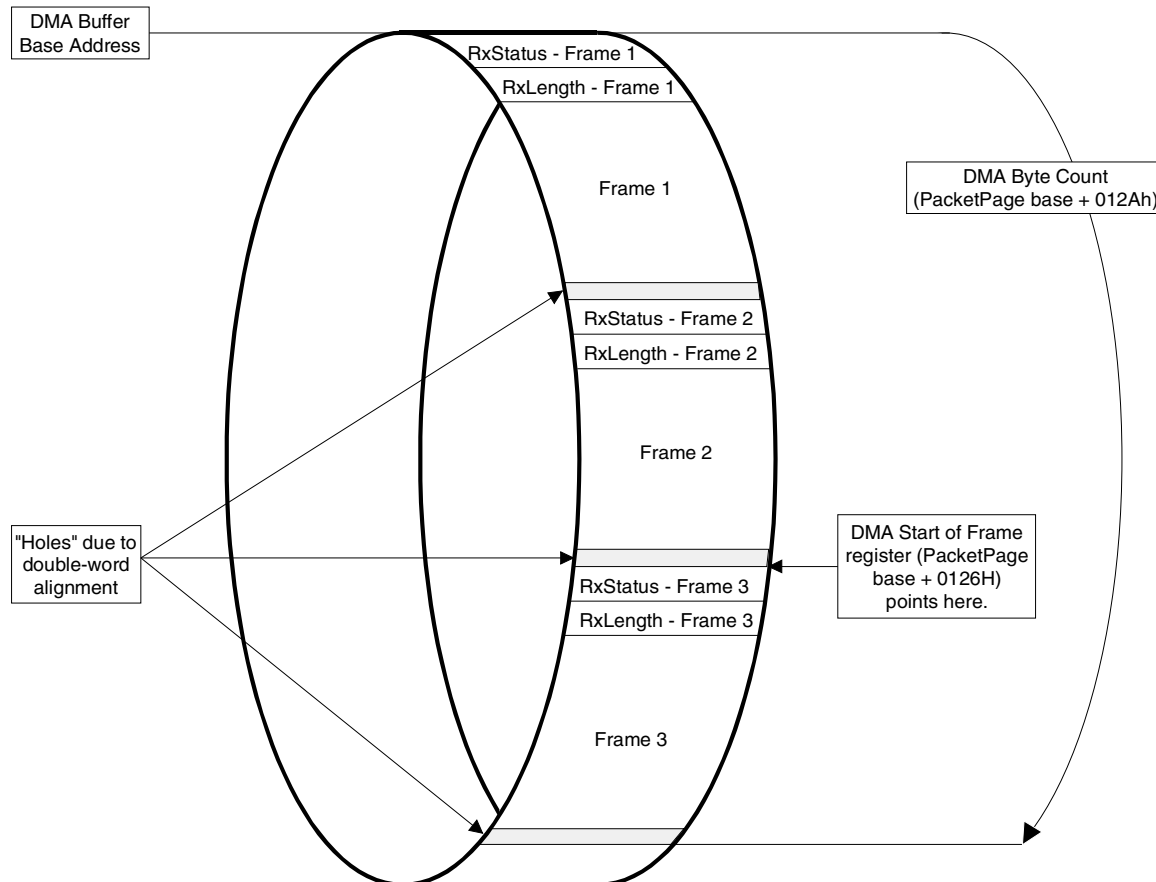 DMA Buffer
Base Address
RxStatus - Frame 1
RxLength - Frame 1
Frame 1
DMA Byte Count
(PacketPage base + 012Ah)
RxStatus - Frame 2
RxLength - Frame 2
Frame 2
"Holes" due to
double-word
alignment
DMA Start of Frame
register (PacketPage
base + 0126H)
points here.
RxStatus - Frame 3
RxLength - Frame 3
Frame 3